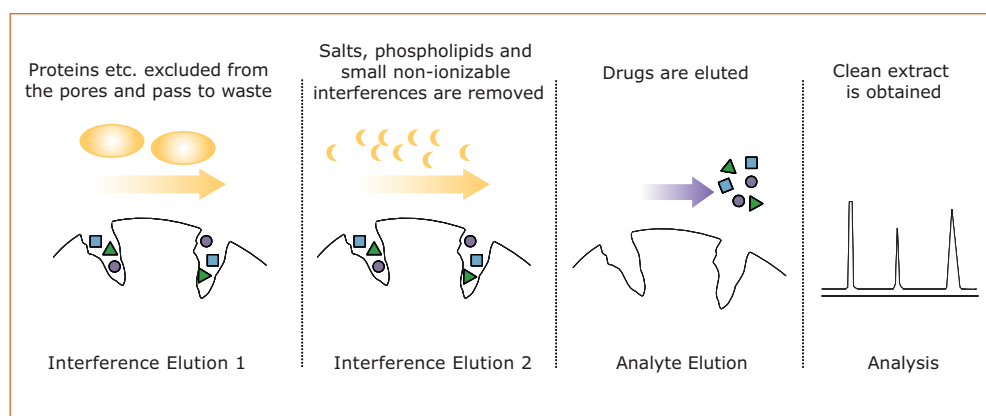 Proteins etc. excluded from
the pores and pass to waste
Salts, phospholipids and
small non-ionizable
interferences are removed
Drugs are eluted
Clean extract
is obtained
Interference Elution 1
Interference Elution 2
Analyte Elution
Analysis